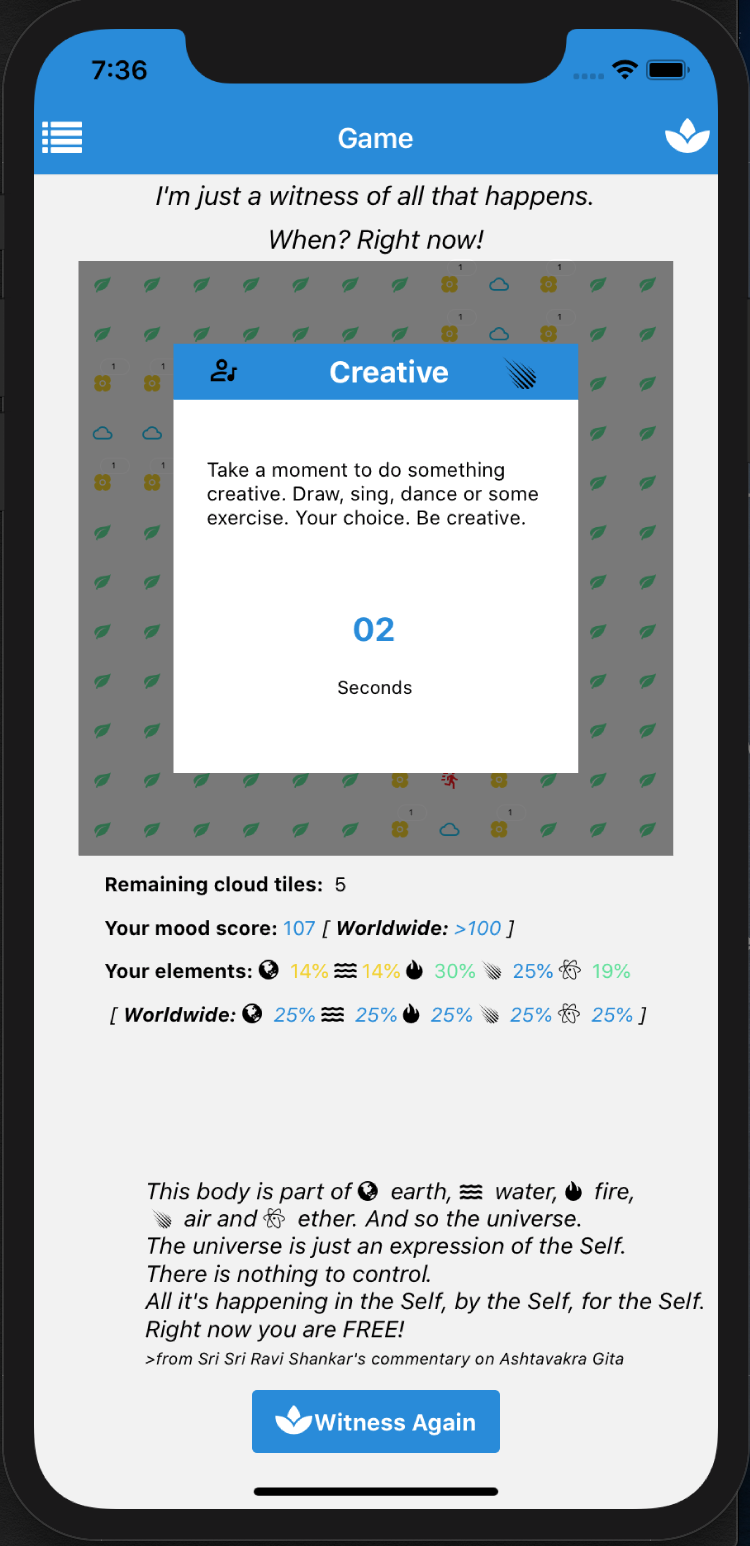 7:36
Game
I'm just a witness of all that happens.
When? Right now!
1 1
1 1
1 1
1 1
Creative
Take a moment to do something
creative. Draw, sing, dance or some
exercise. Your choice. Be creative.
02
Seconds
1 1
Remaining cloud tiles: 5
Your mood score: 107 [ Worldwide: >100 ]
Your elements: 14% 14% 30% 25% 19%
[ Worldwide: 25% 25% 25% 25% 25% ]
This body is part of earth, water, fire,
air and ether. And so the universe.
The universe is just an expression of the Self.
There is nothing to control.
All it's happening in the Self, by the Self, for the Self.
Right now you are FREE!
>from Sri Sri Ravi Shankar's commentary on Ashtavakra Gita
Witness Again